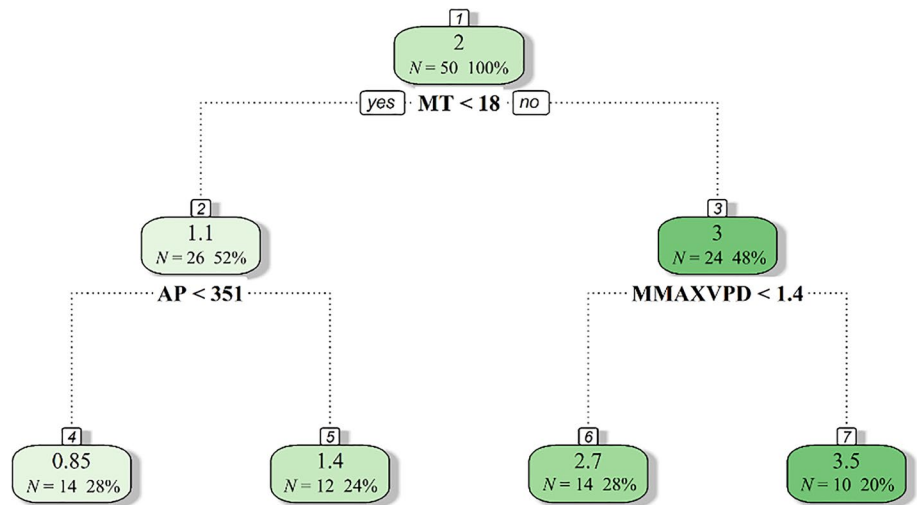 1
2
N = 50 100%
yes MT < 18 no
2
1.1
N = 26 52%
3
3
N = 24 48%
AP < 351
MMAXVPD < 1.4
4
0.85
N = 14 28%
5
1.4
N = 12 24%
6
2.7
N = 14 28%
7
3.5
N = 10 20%